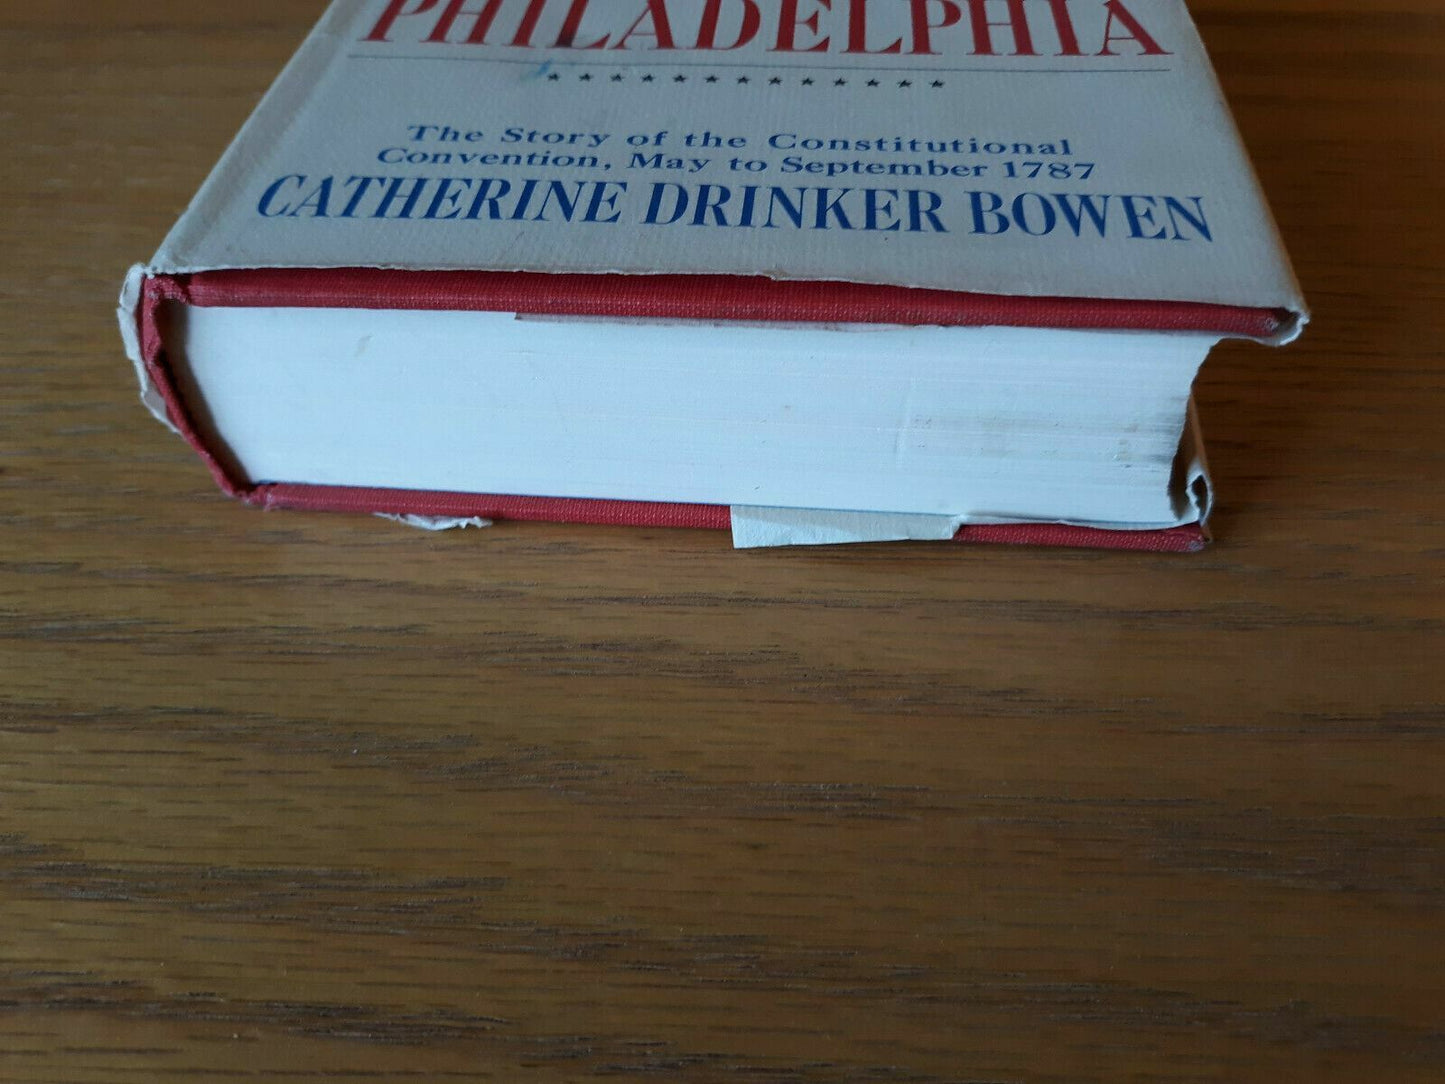 PHILADELPHIA
The Story of the Constitutional
Convention, May to September 1787
CATHERINE DRINKER BOWEN